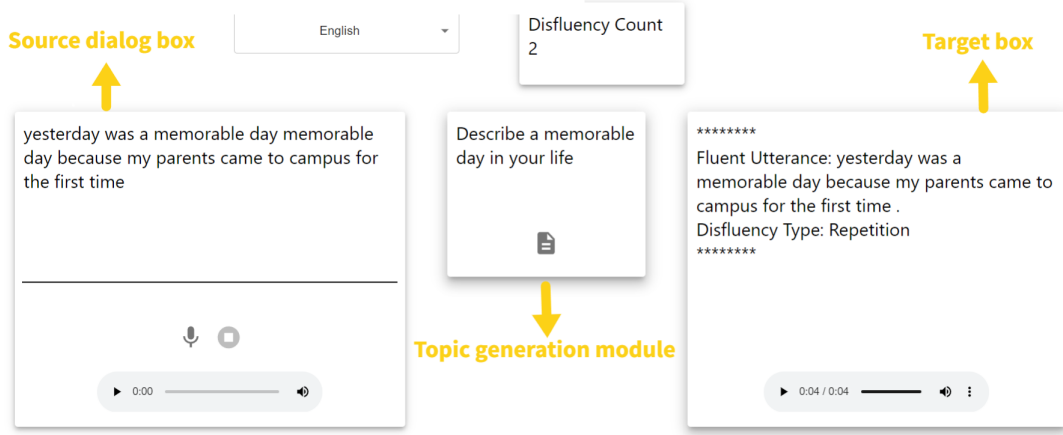 English
Disfluency Count
2
Source dialog box
Target box
yesterday was a memorable day memorable
day because my parents came to campus for
the first time
0:00
Describe a memorable
day in your life
Topic generation module
********
Fluent Utterance: yesterday was a
memorable day because my parents came to
campus for the first time .
Disfluency Type: Repetition
********
0:04 / 0:04